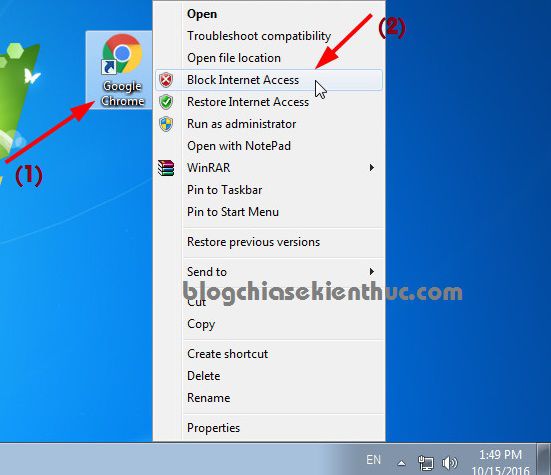 Google
Chrome
(1)
(2)
Open
Troubleshoot compatibility
Open file location
Block Internet Access
Restore Internet Access
Run as administrator
Open with NotePad
WinRAR
Pin to Taskbar
Pin to Start Menu
Restore previous versions
Send to
blogchiasekienthuc.com
Cut
Copy
Create shortcut
Delete
Rename
Properties
EN
1:49 PM
10/15/2016